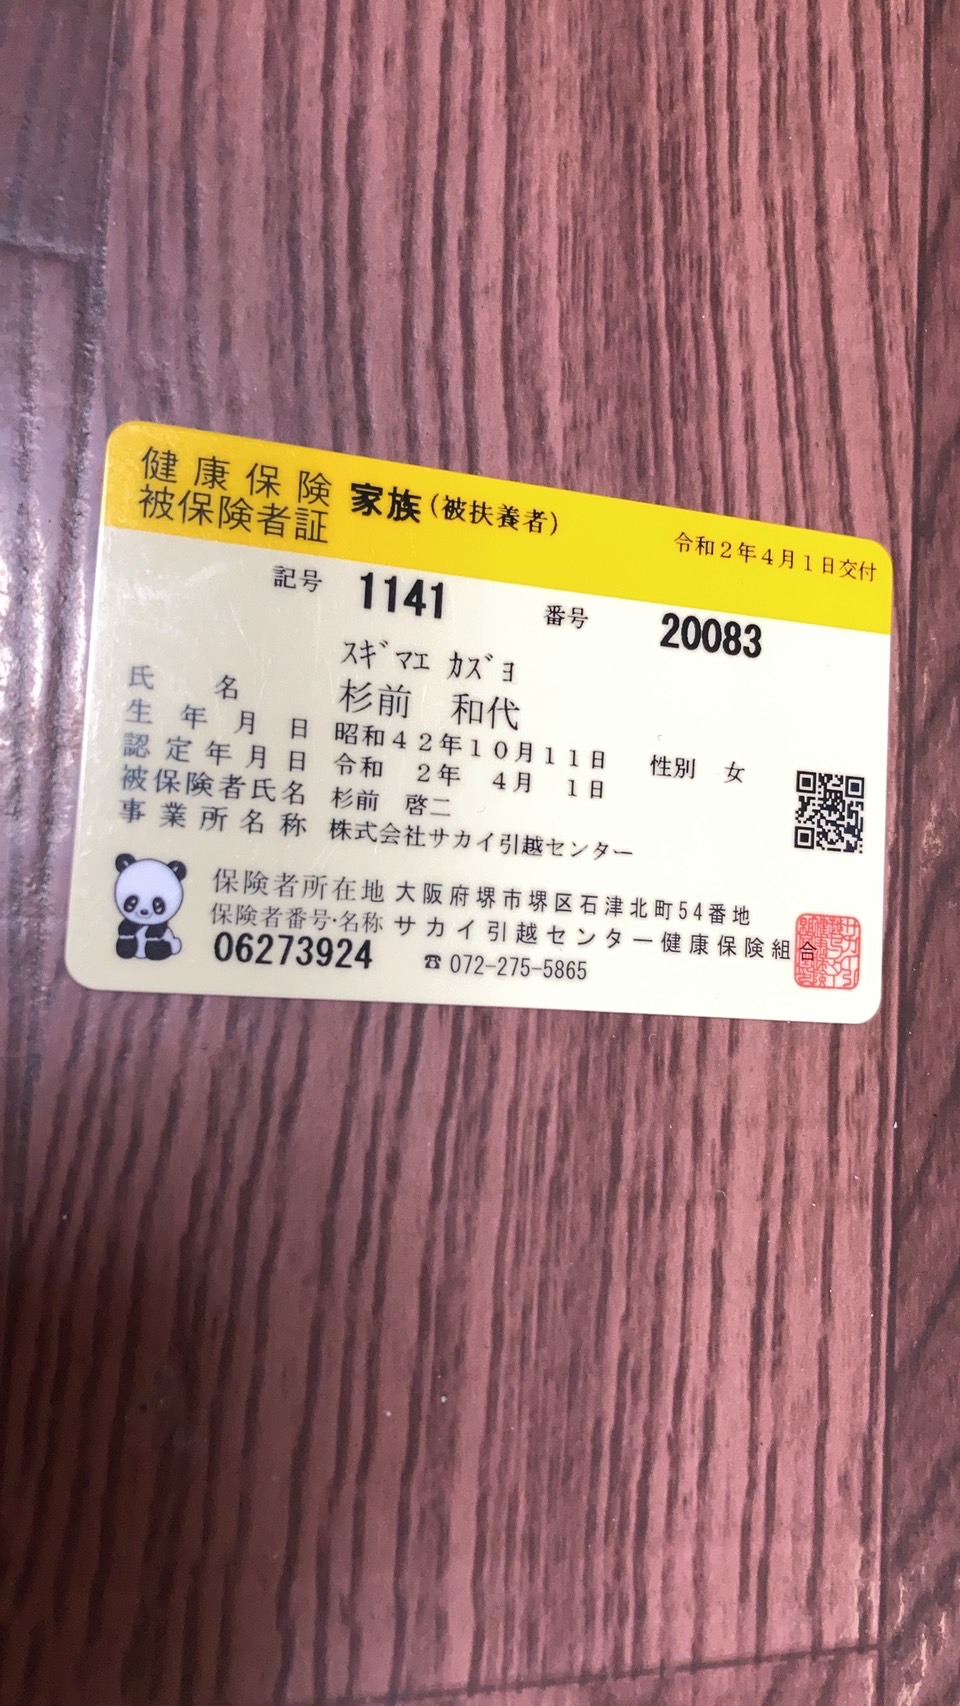 健康保険
被保険者証
家族(被扶養者)
令和2年4月1日交付
記号 1141 番号 20083
ｽｷﾞﾏｴ ｶｽﾞﾖ
氏名 杉前 和代
生年月日 昭和42年10月11日 性別 女
認定年月日 令和 2年 4月 1日
被保険者氏名 杉前 啓二
事業所名称 株式会社サカイ引越センター
保険者所在地 大阪府堺市堺区石津北町54番地
保険者番号・名称 サカイ引越センター健康保険組合
06273924 ☎072-275-5865